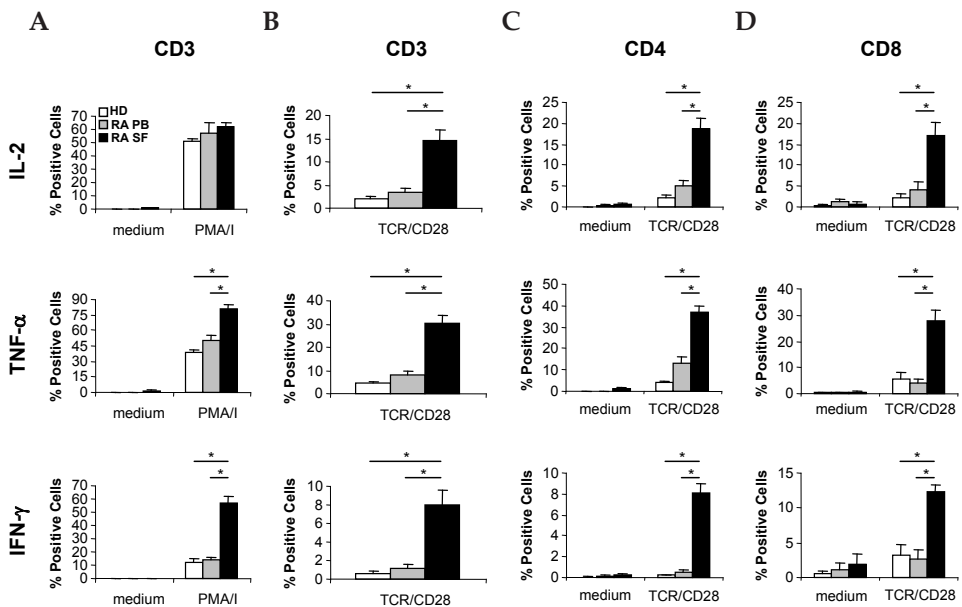 A B C D
CD3 CD3 CD4 CD8
IL-2
% Positive Cells
70
60
50
40
30
20
10
0
HD
RA PB
RA SF
medium PMA/I
% Positive Cells
20
15
10
5
0
* *
TCR/CD28
% Positive Cells
25
20
15
10
5
0
* *
medium TCR/CD28
% Positive Cells
25
20
15
10
5
0
* *
medium TCR/CD28
TNF-α
% Positive Cells
90
75
60
45
30
15
0
* *
medium PMA/I
% Positive Cells
40
30
20
10
0
* *
TCR/CD28
% Positive Cells
50
40
30
20
10
0
* *
medium TCR/CD28
% Positive Cells
40
30
20
10
0
* *
medium TCR/CD28
IFN-γ
% Positive Cells
70
60
50
40
30
20
10
0
* *
medium PMA/I
% Positive Cells
10
8
6
4
2
0
* *
TCR/CD28
% Positive Cells
10
8
6
4
2
0
* *
medium TCR/CD28
% Positive Cells
15
10
5
0
* *
medium TCR/CD28